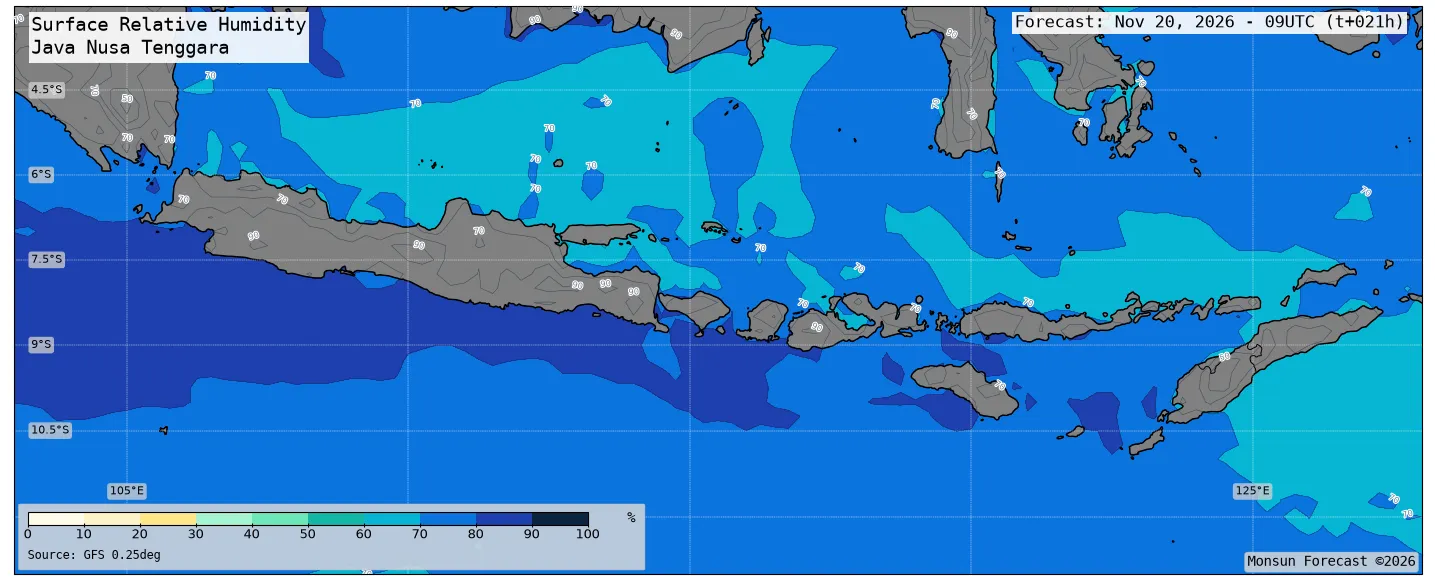 Surface Relative Humidity
Java Nusa Tenggara
Forecast: Nov 20, 2026 - 09UTC (t+021h)
4.5°S
6°S
7.5°S
9°S
10.5°S
105°E
125°E
0 10 20 30 40 50 60 70 80 90 100
%
Source: GFS 0.25deg
Monsun Forecast ©2026